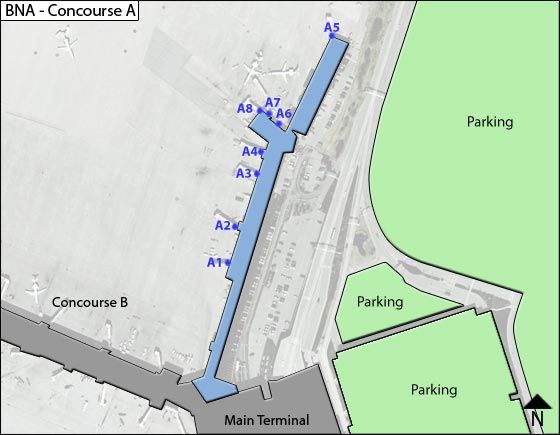 BNA - Concourse A
A5
A7
A8
A6
A4
A3
A2
A1
Parking
Concourse B
Parking
Parking
Main Terminal
N